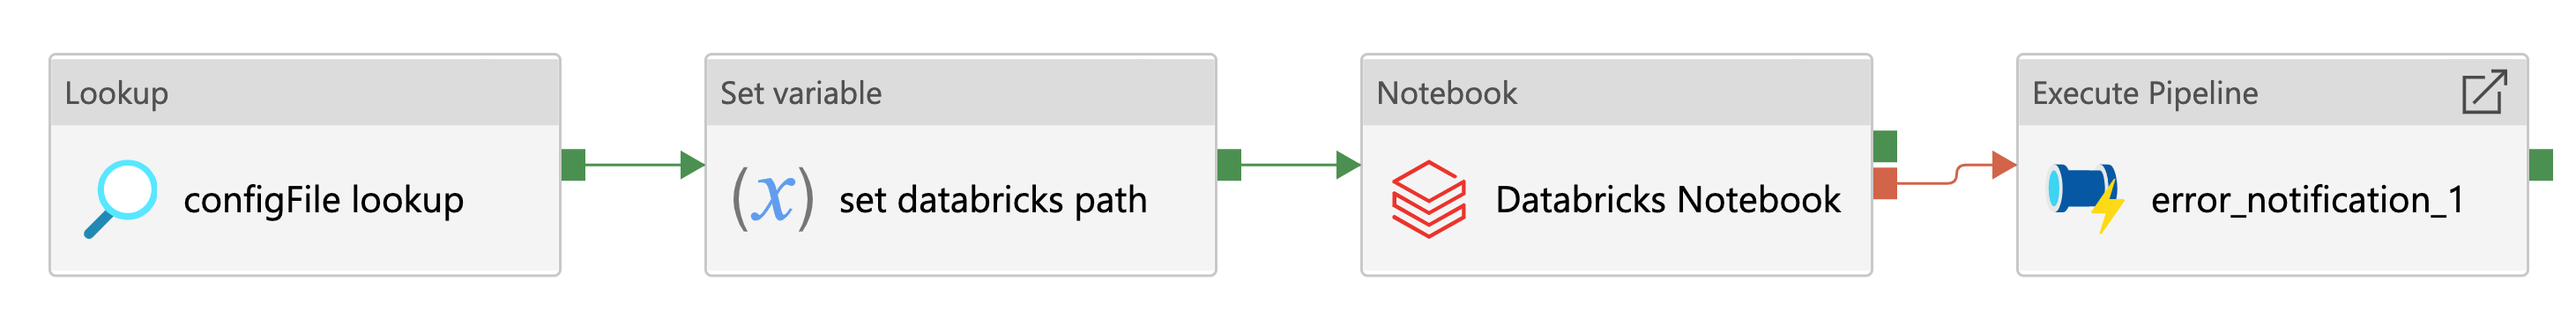 Lookup
configFile lookup
Set variable
(x) set databricks path
Notebook
Databricks Notebook
Execute Pipeline
error_notification_1